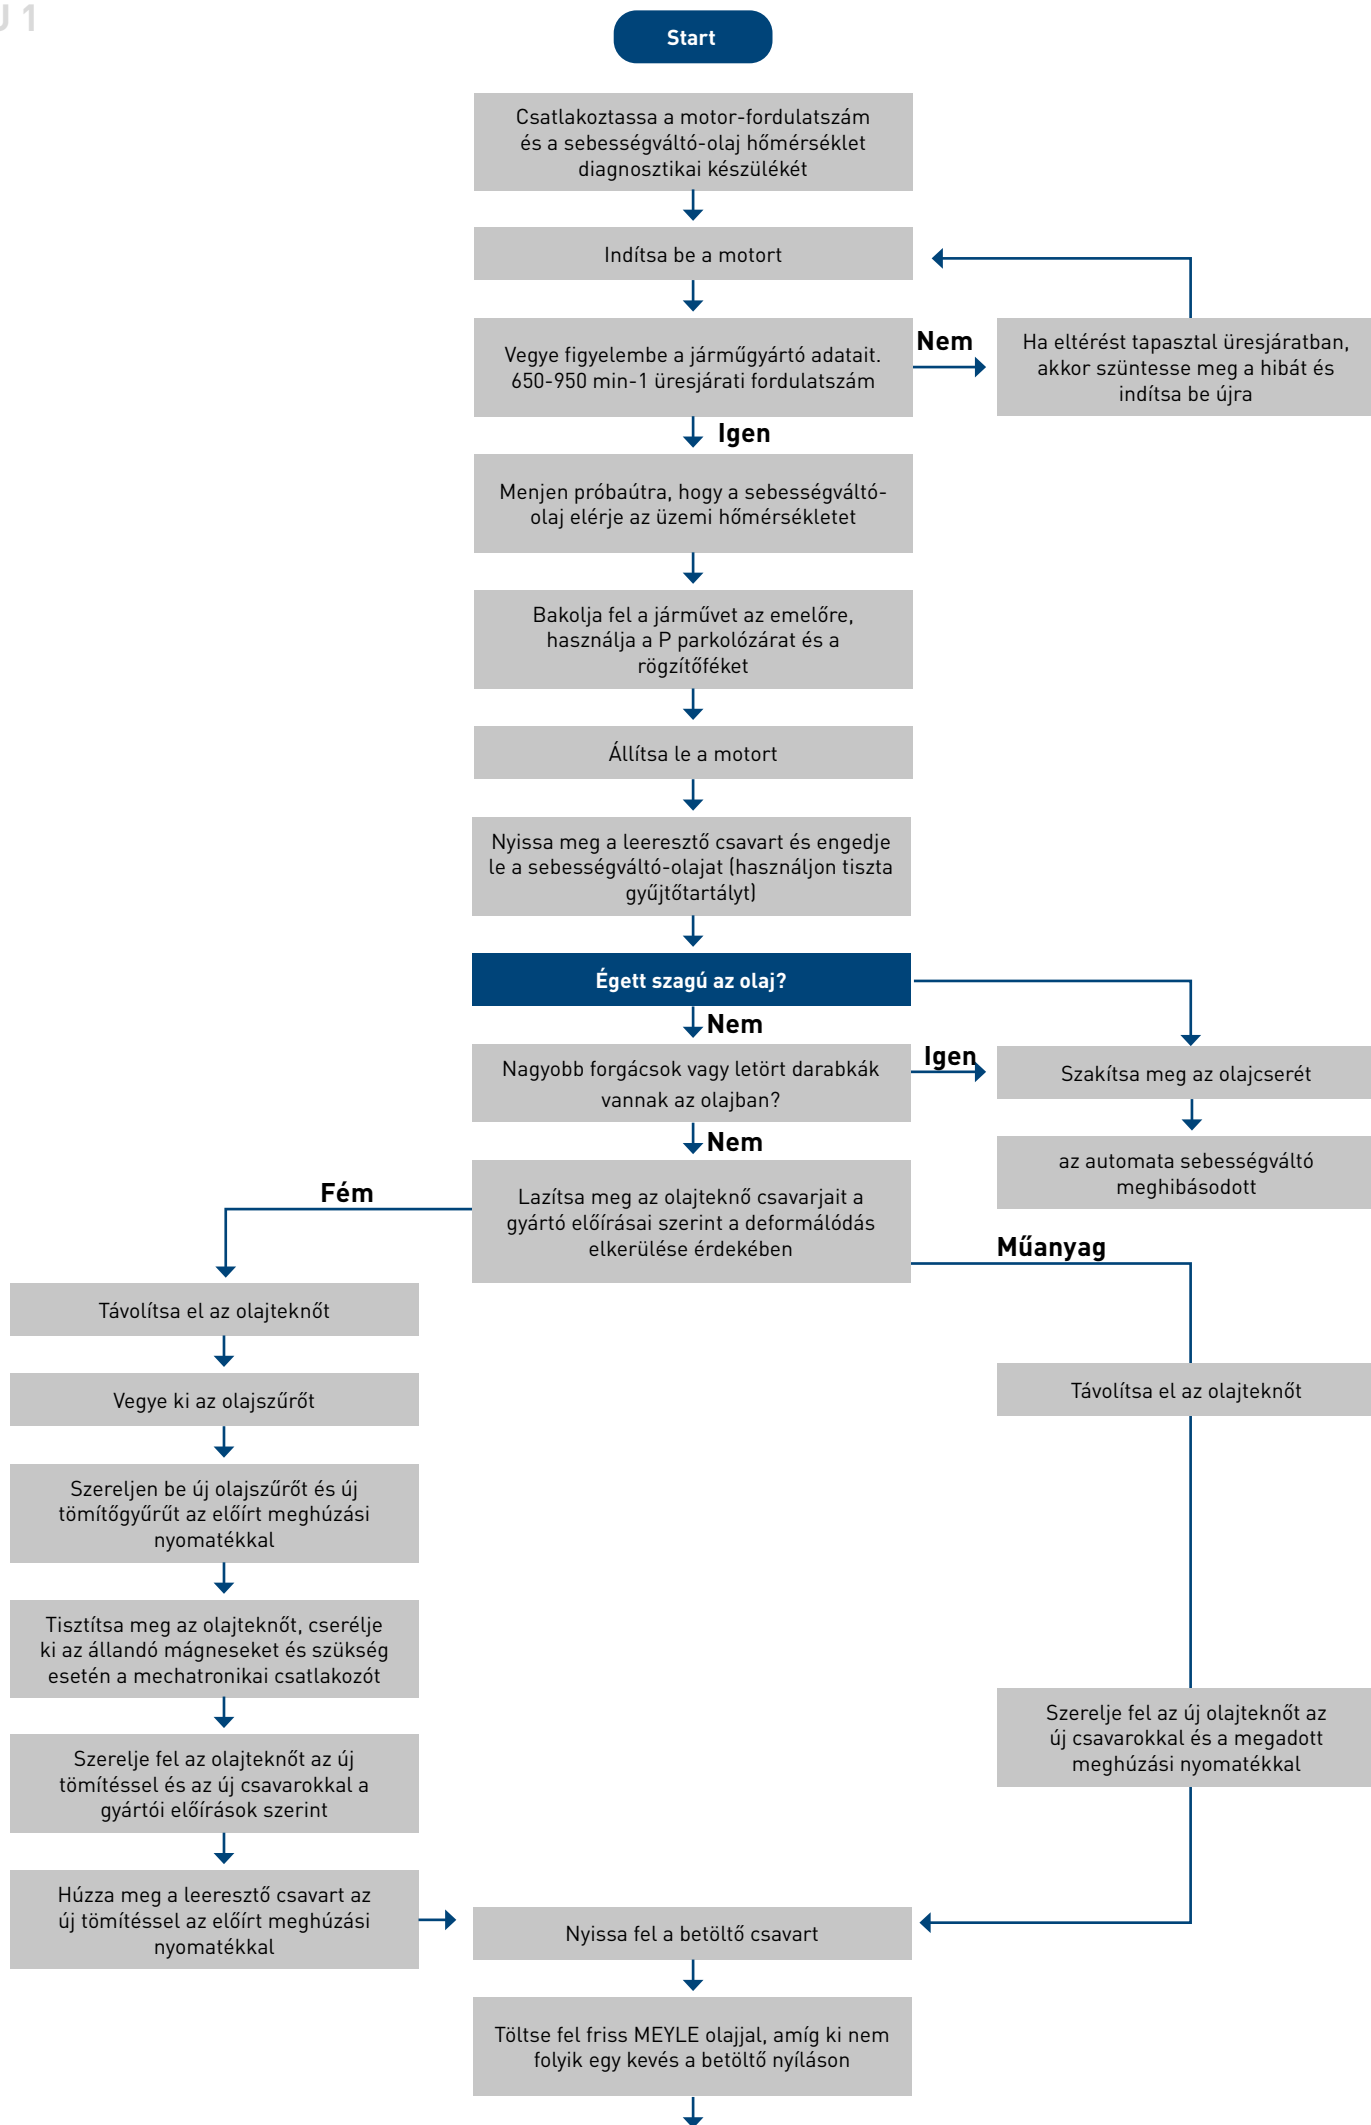 U 1
Start
Csatlakoztassa a motor-fordulatszám
és a sebességváltó-olaj hőmérséklet
diagnosztikai készülékét
Indítsa be a motort
Vegye figyelembe a járműgyártó adatait.
650-950 min-1 üresjárati fordulatszám
Nem
Ha eltérést tapasztal üresjáratban,
akkor szüntesse meg a hibát és
indítsa be újra
Igen
Menjen próbaútra, hogy a sebességváltó-
olaj elérje az üzemi hőmérsékletet
Bakolja fel a járművet az emelőre,
használja a P parkolózárat és a
rögzítőféket
Állítsa le a motort
Nyissa meg a leeresztő csavart és engedje
le a sebességváltó-olajat (használjon tiszta
gyűjtőtartályt)
Égett szagú az olaj?
Nem
Nagyobb forgácsok vagy letört darabkák
vannak az olajban?
Igen
Szakítsa meg az olajcserét
az automata sebességváltó
meghibásodott
Nem
Lazítsa meg az olajteknő csavarjait a
gyártó előírásai szerint a deformálódás
elkerülése érdekében
Fém
Műanyag
Távolítsa el az olajteknőt
Vegye ki az olajszűrőt
Szereljen be új olajszűrőt és új
tömítőgyűrűt az előírt meghúzási
nyomatékkal
Tisztítsa meg az olajteknőt, cserélje
ki az állandó mágneseket és szükség
esetén a mechatronikai csatlakozót
Szerelje fel az olajteknőt az új
tömítéssel és az új csavarokkal a
gyártói előírások szerint
Húzza meg a leeresztő csavart az
új tömítéssel az előírt meghúzási
nyomatékkal
Távolítsa el az olajteknőt
Szerelje fel az új olajteknőt az
új csavarokkal és a megadott
meghúzási nyomatékkal
Nyissa fel a betöltő csavart
Töltse fel friss MEYLE olajjal, amíg ki nem
folyik egy kevés a betöltő nyíláson